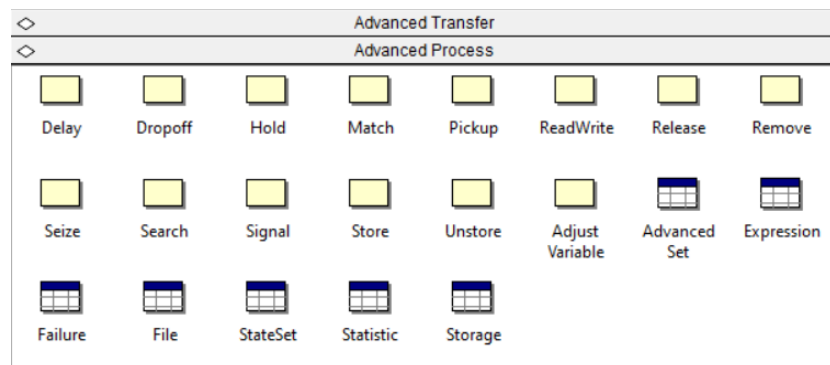 Advanced Transfer
Advanced Process
Delay Dropoff Hold Match Pickup ReadWrite Release Remove
Seize Search Signal Store Unstore Adjust Variable Advanced Set Expression
Failure File StateSet Statistic Storage